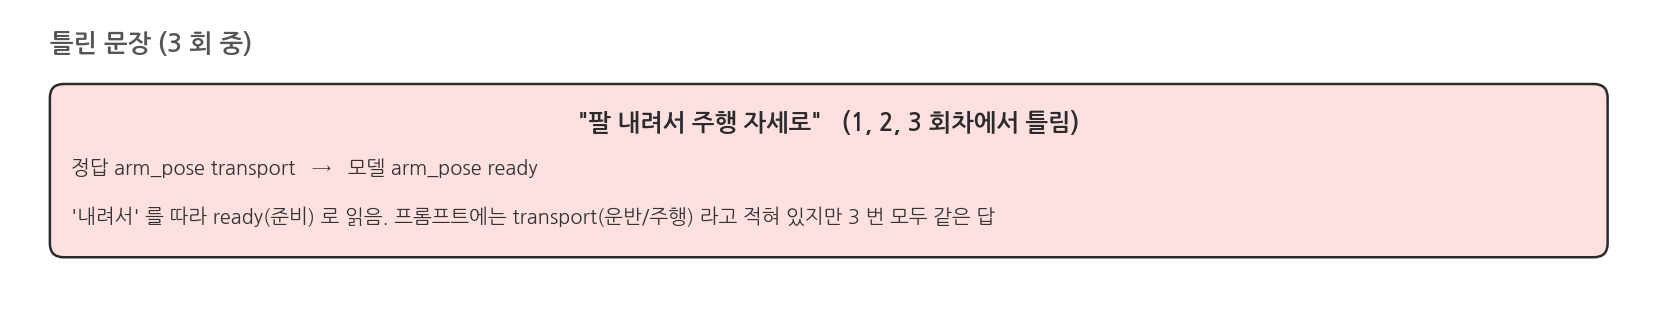 틀린 문장 (3 회 중)
"팔 내려서 주행 자세로" (1, 2, 3 회차에서 틀림)
정답 arm_pose transport → 모델 arm_pose ready
'내려서' 를 따라 ready(준비) 로 읽음. 프롬프트에는 transport(운반/주행) 라고 적혀 있지만 3 번 모두 같은 답